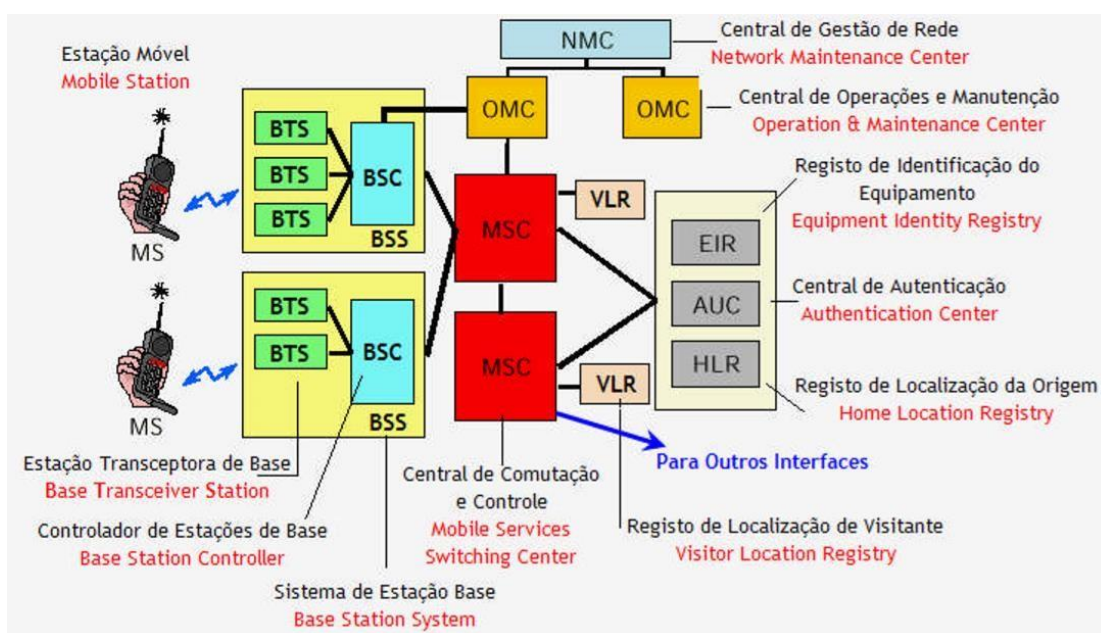 Estação Móvel
Mobile Station
NMC
Central de Gestão de Rede
Network Maintenance Center
OMC
OMC
Central de Operações e Manutenção
Operation & Maintenance Center
BTS
BTS
BTS
BSC
BSS
MS
MSC
VLR
Registo de Identificação do
Equipamento
Equipment Identity Registry
EIR
AUC
HLR
Central de Autenticação
Authentication Center
BTS
BTS
BSC
BSS
MS
MSC
VLR
Registo de Localização da Origem
Home Location Registry
Para Outros Interfaces
Estação Transceptora de Base
Base Transceiver Station
Controlador de Estações de Base
Base Station Controller
Sistema de Estação Base
Base Station System
Central de Comutação
e Controle
Mobile Services
Switching Center
Registo de Localização de Visitante
Visitor Location Registry